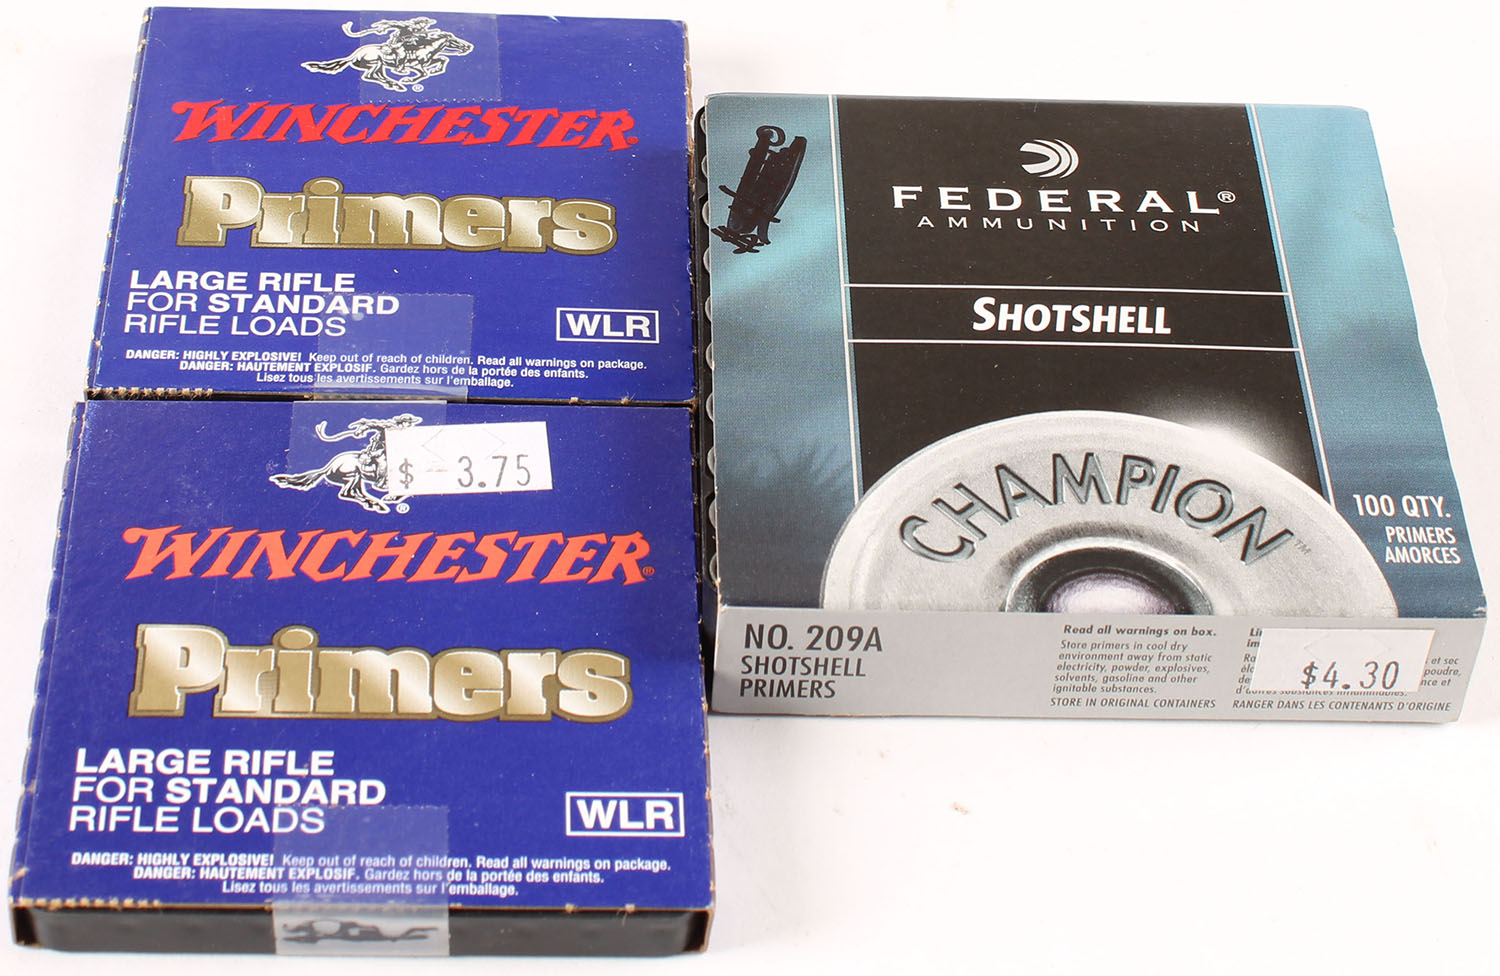 WINCHESTER
Primers
LARGE RIFLE
FOR STANDARD
RIFLE LOADS
WLR
DANGER: HIGHLY EXPLOSIVE! Keep out of reach of children. Read all warnings on package.
DANGER: HAUTEMENT EXPLOSIF. Gardez hors de la portée des enfants.
Lisez tous les avertissements sur l'emballage.
$ 3.75
WINCHESTER
Primers
LARGE RIFLE
FOR STANDARD
RIFLE LOADS
WLR
DANGER: HIGHLY EXPLOSIVE! Keep out of reach of children. Read all warnings on package.
DANGER: HAUTEMENT EXPLOSIF. Gardez hors de la portée des enfants.
Lisez tous les avertissements sur l'emballage.
FEDERAL®
AMMUNITION
SHOTSHELL
CHAMPION™
100 QTY.
PRIMERS
AMORCES
NO. 209A
SHOTSHELL
PRIMERS
Read all warnings on box.
Store primers in cool dry
environment away from static
electricity, powder, explosives,
solvents, gasoline and other
ignitable substances.
STORE IN ORIGINAL CONTAINERS
$4.30
et sec
poudre,
et
RANGER DANS LES CONTENANTS D'ORIGINE